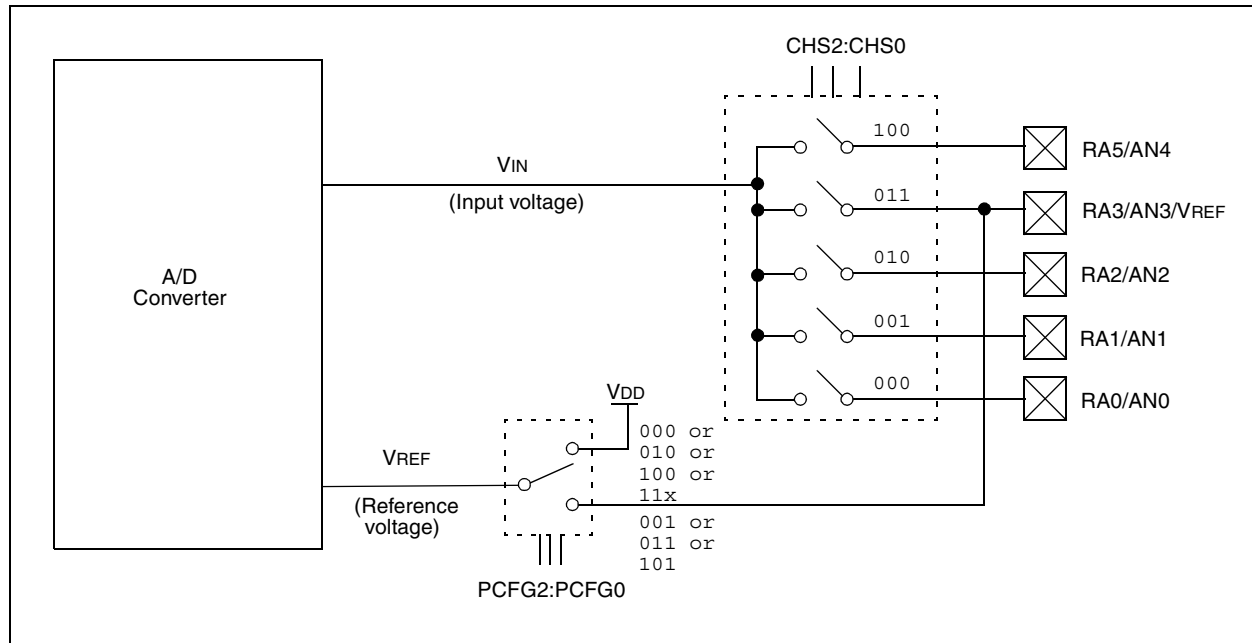 CHS2:CHS0
100
RA5/AN4
VIN
(Input voltage)
011
RA3/AN3/VREF
010
RA2/AN2
A/D
Converter
001
RA1/AN1
000
RA0/AN0
VDD
000 or
010 or
100 or
11x
001 or
011 or
101
VREF
(Reference
voltage)
PCFG2:PCFG0